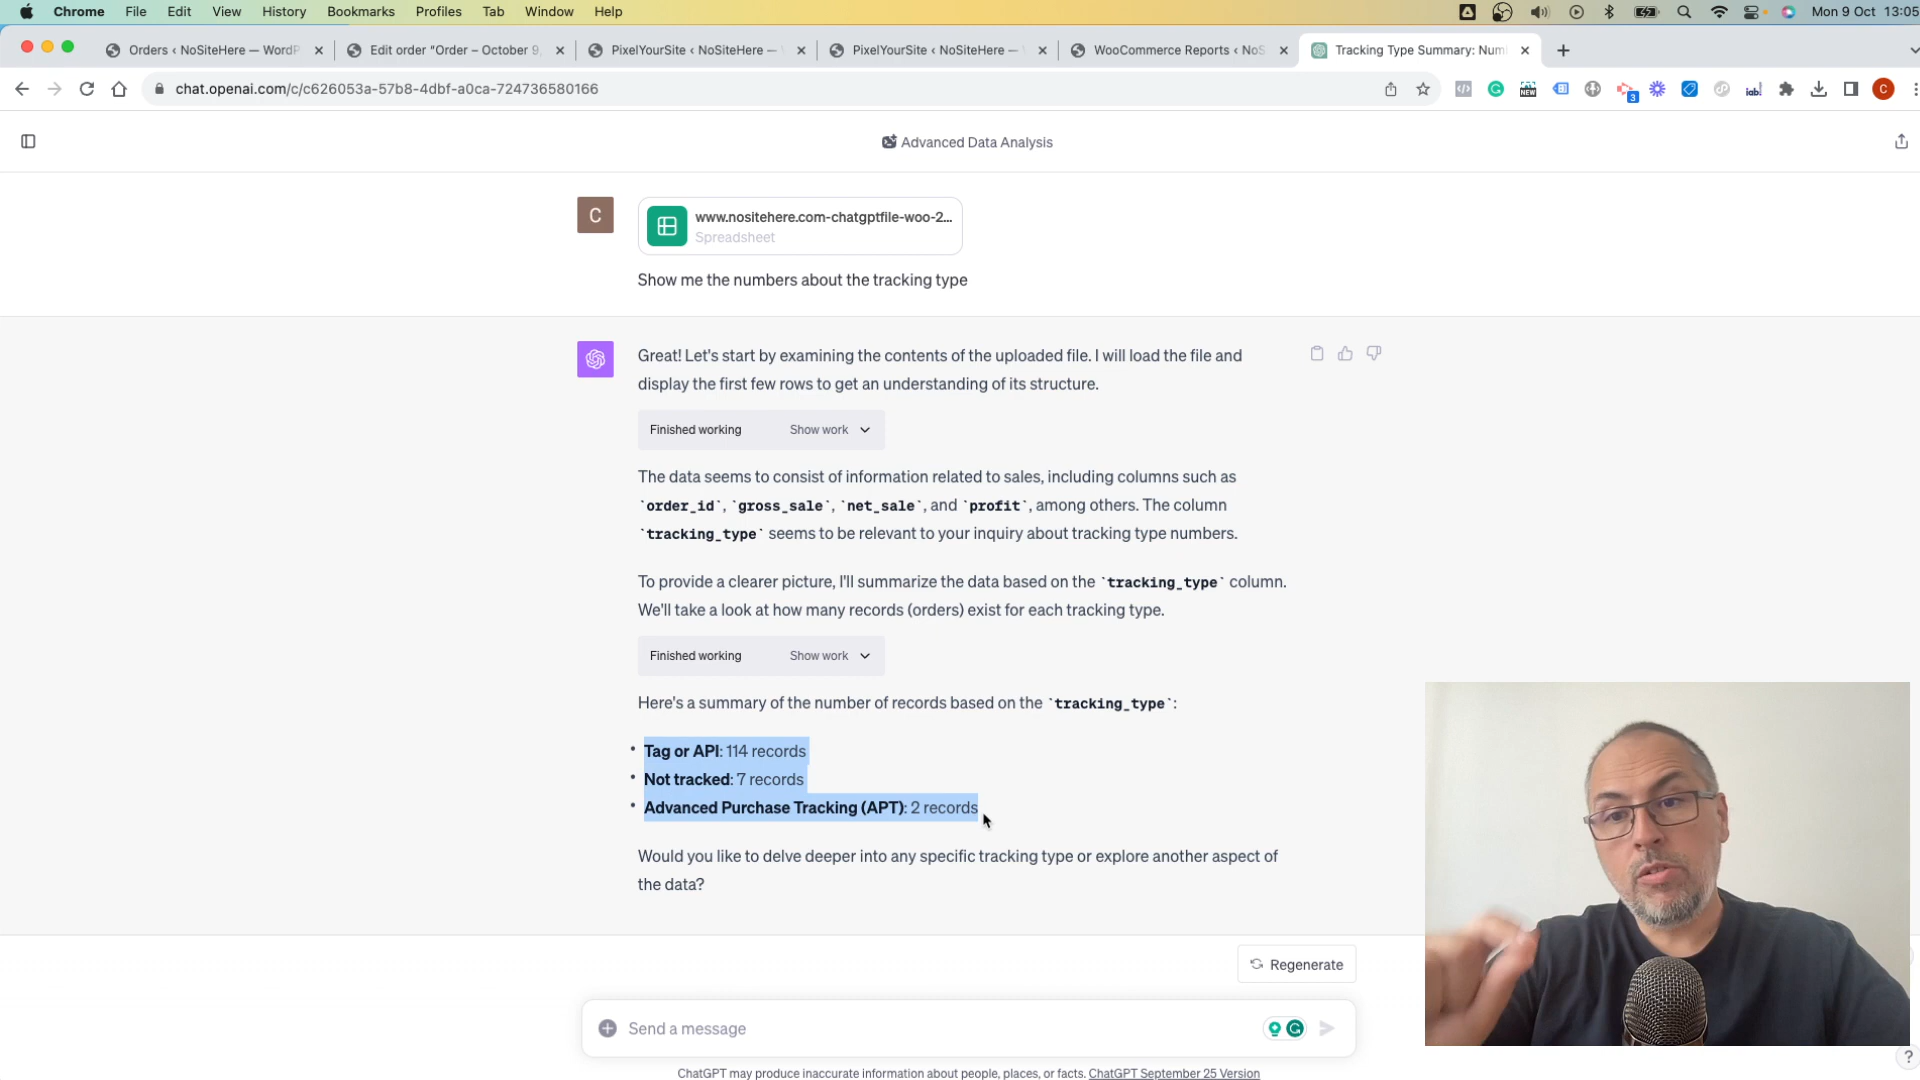 Chrome File Edit View History Bookmarks Profiles Tab Window Help Mon 9 Oct 13:05
Orders ‹ NoSiteHere — WordP
Edit order "Order – October 9,
PixelYourSite ‹ NoSiteHere —
PixelYourSite ‹ NoSiteHere —
WooCommerce Reports ‹ NoS
Tracking Type Summary: Num
chat.openai.com/c/c626053a-57b8-4dbf-a0ca-724736580166
NEW
3
iab!
C
Advanced Data Analysis
C
www.nositehere.com-chatgptfile-woo-2...
Spreadsheet
Show me the numbers about the tracking type
Great! Let's start by examining the contents of the uploaded file. I will load the file and
display the first few rows to get an understanding of its structure.
Finished working Show work
The data seems to consist of information related to sales, including columns such as
`order_id`, `gross_sale`, `net_sale`, and `profit`, among others. The column
`tracking_type` seems to be relevant to your inquiry about tracking type numbers.
To provide a clearer picture, I'll summarize the data based on the `tracking_type` column.
We'll take a look at how many records (orders) exist for each tracking type.
Finished working Show work
Here's a summary of the number of records based on the `tracking_type`:
• Tag or API: 114 records
• Not tracked: 7 records
• Advanced Purchase Tracking (APT): 2 records
Would you like to delve deeper into any specific tracking type or explore another aspect of
the data?
Regenerate
Send a message
ChatGPT may produce inaccurate information about people, places, or facts. ChatGPT September 25 Version
?